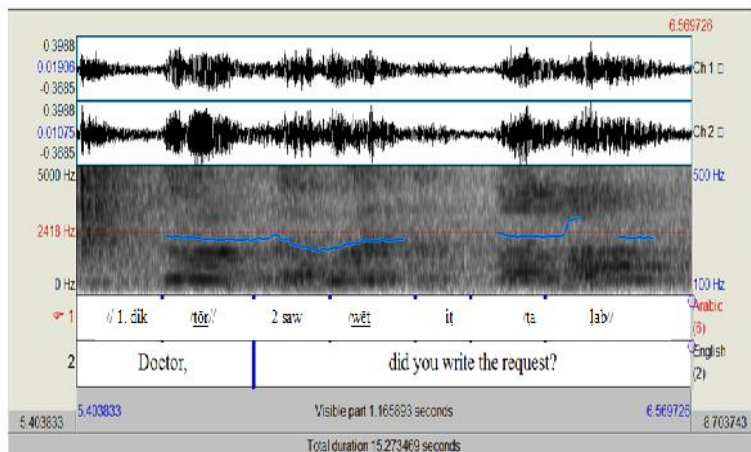 6.569726
0.3988
0.01906
-0.3685
Ch 1
0.3988
0.01075
-0.3685
Ch 2
5000 Hz 500 Hz
2418 Hz
0 Hz 100 Hz
1 // 1. dik /tōr// 2 saw /wēt iṭ /ṭa lab// Arabic (6)
2 Doctor, did you write the request? English (2)
5.403833 5.403833 Visible part 1.165893 seconds 6.569726 8.703743
Total duration 15.273469 seconds